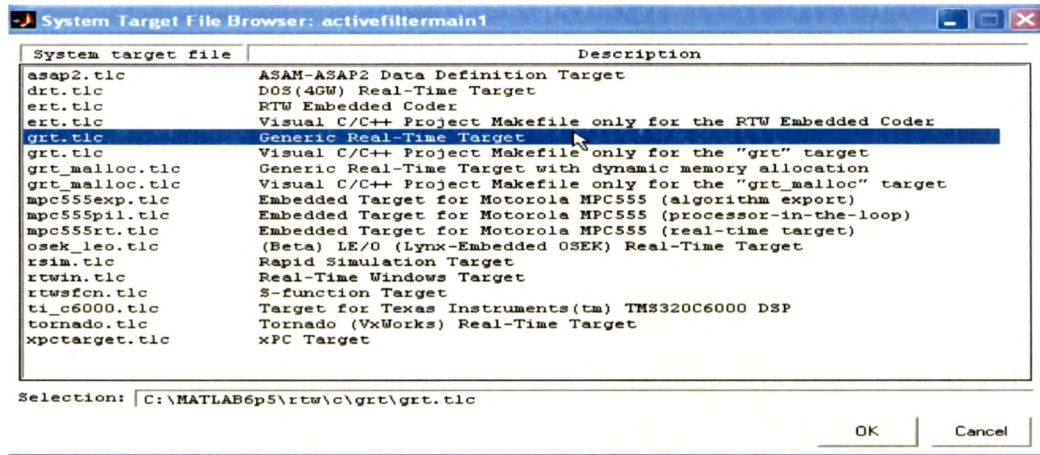 System Target File Browser: activefiltermain1
System target file Description
asap2.tlc ASAM-ASAP2 Data Definition Target
drt.tlc DOS(4GW) Real-Time Target
ert.tlc RTW Embedded Coder
ert.tlc Visual C/C++ Project Makefile only for the RTW Embedded Coder
grt.tlc Generic Real-Time Target
grt.tlc Visual C/C++ Project Makefile only for the "grt" target
grt_malloc.tlc Generic Real-Time Target with dynamic memory allocation
grt_malloc.tlc Visual C/C++ Project Makefile only for the "grt_malloc" target
mpc555exp.tlc Embedded Target for Motorola MPC555 (algorithm export)
mpc555pil.tlc Embedded Target for Motorola MPC555 (processor-in-the-loop)
mpc555rt.tlc Embedded Target for Motorola MPC555 (real-time target)
osek_leo.tlc (Beta) LE/O (Lynx-Embedded OSEK) Real-Time Target
rsim.tlc Rapid Simulation Target
rtwin.tlc Real-Time Windows Target
rtwsfcn.tlc S-function Target
ti_c6000.tlc Target for Texas Instruments(tm) TMS320C6000 DSP
tornado.tlc Tornado (VxWorks) Real-Time Target
xpctarget.tlc xPC Target
Selection: C:\MATLAB6p5\rtw\c\grt\grt.tlc
OK Cancel